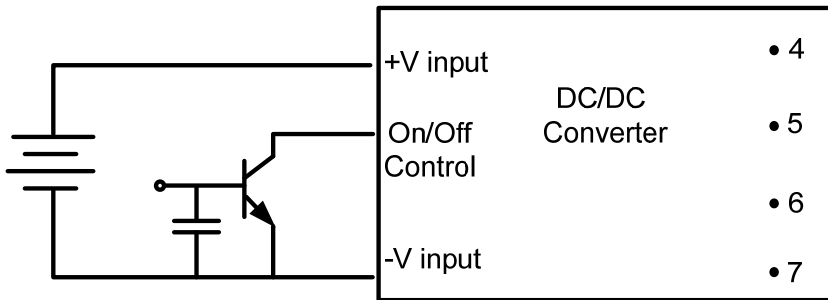 +V input
On/Off
Control
-V input
DC/DC
Converter
4
5
6
7